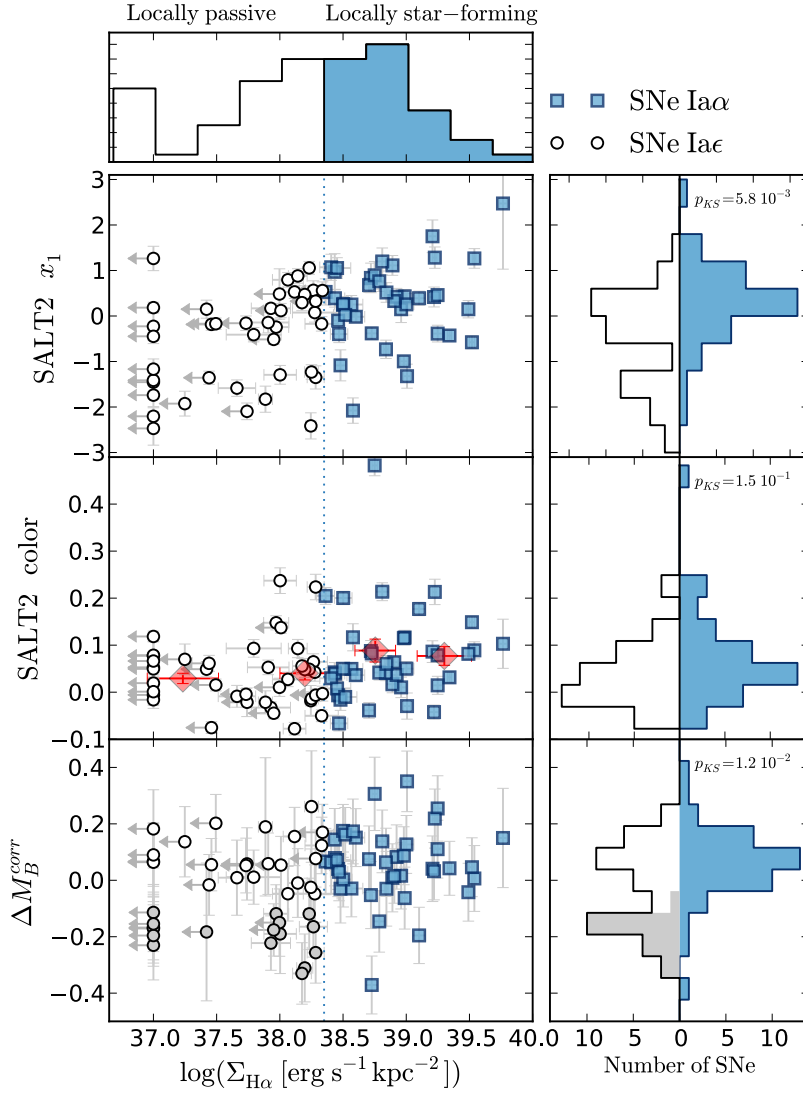 Locally passive Locally star−forming
SNe Iaα
SNe Iaϵ
3
2
1
0
−1
−2
−3
SALT2 x₁
p_KS=5.8 10⁻³
0.4
0.3
0.2
0.1
0.0
−0.1
SALT2 color
p_KS=1.5 10⁻¹
0.4
0.2
0.0
−0.2
−0.4
ΔM_B^corr
p_KS=1.2 10⁻²
37.0 37.5 38.0 38.5 39.0 39.5 40.0
10 5 0 5 10
log(Σ_Hα [erg s⁻¹ kpc⁻²])
Number of SNe